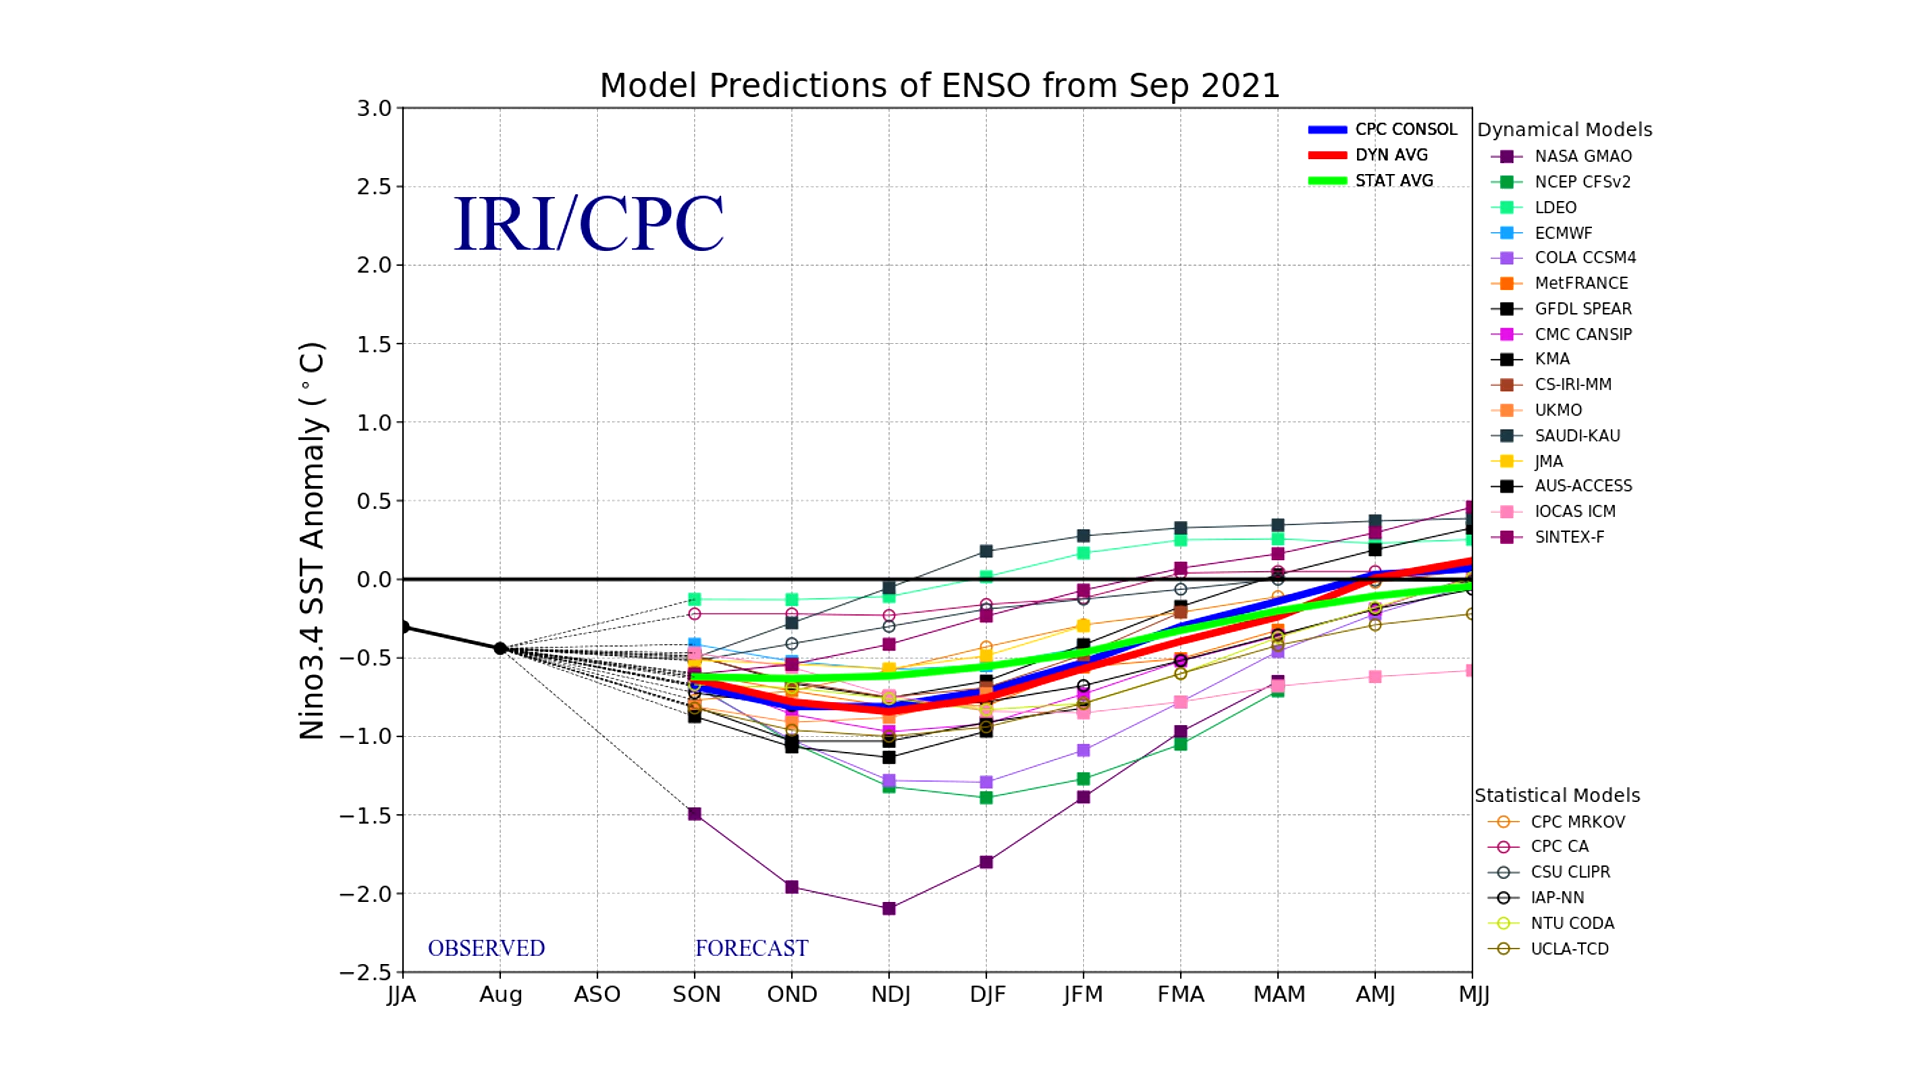 Model Predictions of ENSO from Sep 2021
IRI/CPC
CPC CONSOL
DYN AVG
STAT AVG
Nino3.4 SST Anomaly (°C)
3.0
2.5
2.0
1.5
1.0
0.5
0.0
−0.5
−1.0
−1.5
−2.0
−2.5
OBSERVED
FORECAST
JJA Aug ASO SON OND NDJ DJF JFM FMA MAM AMJ MJJ
Dynamical Models
NASA GMAO
NCEP CFSv2
LDEO
ECMWF
COLA CCSM4
MetFRANCE
GFDL SPEAR
CMC CANSIP
KMA
CS-IRI-MM
UKMO
SAUDI-KAU
JMA
AUS-ACCESS
IOCAS ICM
SINTEX-F
Statistical Models
CPC MRKOV
CPC CA
CSU CLIPR
IAP-NN
NTU CODA
UCLA-TCD